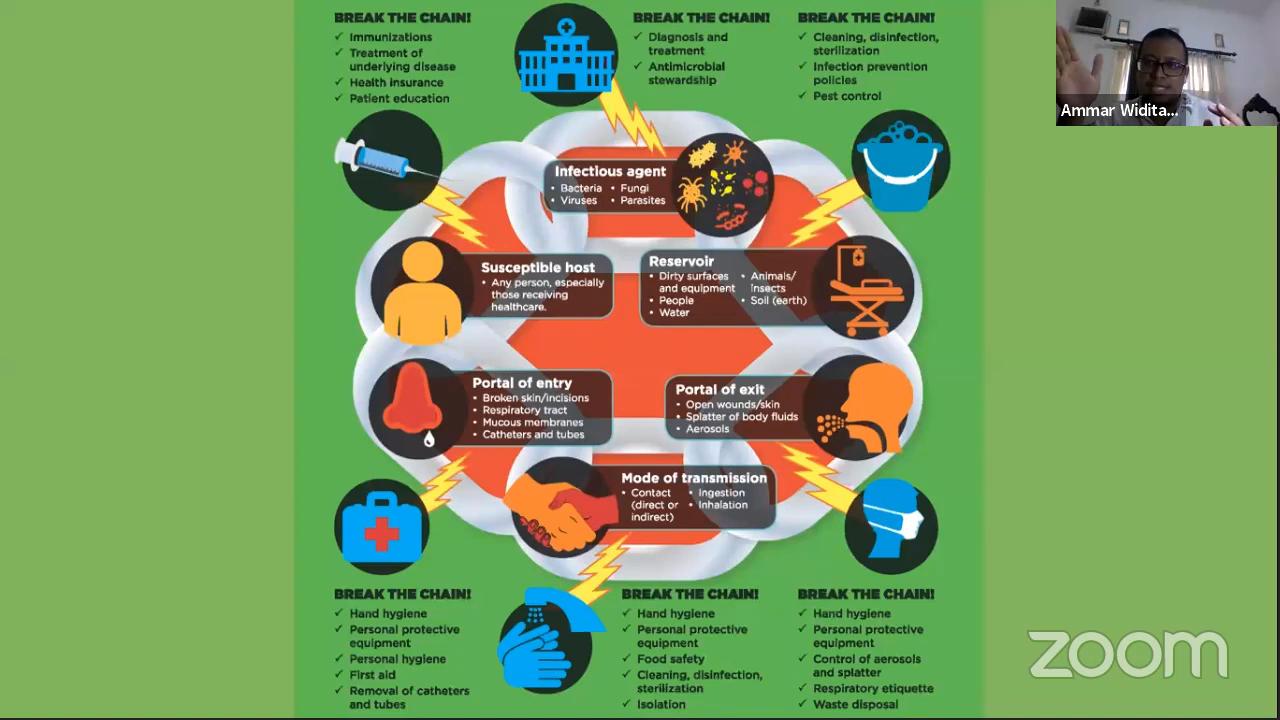 BREAK THE CHAIN!
✓ Immunizations
✓ Treatment of
underlying disease
✓ Health insurance
✓ Patient education
BREAK THE CHAIN!
✓ Diagnosis and
treatment
✓ Antimicrobial
stewardship
BREAK THE CHAIN!
✓ Cleaning, disinfection,
sterilization
✓ Infection prevention
policies
✓ Pest control
Ammar Widita...
Infectious agent
• Bacteria • Fungi
• Viruses • Parasites
Susceptible host
• Any person, especially
those receiving
healthcare.
Reservoir
• Dirty surfaces
and equipment
• People
• Water
• Animals/
insects
• Soil (earth)
Portal of entry
• Broken skin/incisions
• Respiratory tract
• Mucous membranes
• Catheters and tubes
Portal of exit
• Open wounds/skin
• Splatter of body fluids
• Aerosols
Mode of transmission
• Contact
(direct or
indirect)
• Ingestion
• Inhalation
BREAK THE CHAIN!
✓ Hand hygiene
✓ Personal protective
equipment
✓ Personal hygiene
✓ First aid
✓ Removal of catheters
and tubes
BREAK THE CHAIN!
✓ Hand hygiene
✓ Personal protective
equipment
✓ Food safety
✓ Cleaning, disinfection,
sterilization
✓ Isolation
BREAK THE CHAIN!
✓ Hand hygiene
✓ Personal protective
equipment
✓ Control of aerosols
and splatter
✓ Respiratory etiquette
✓ Waste disposal
zoom